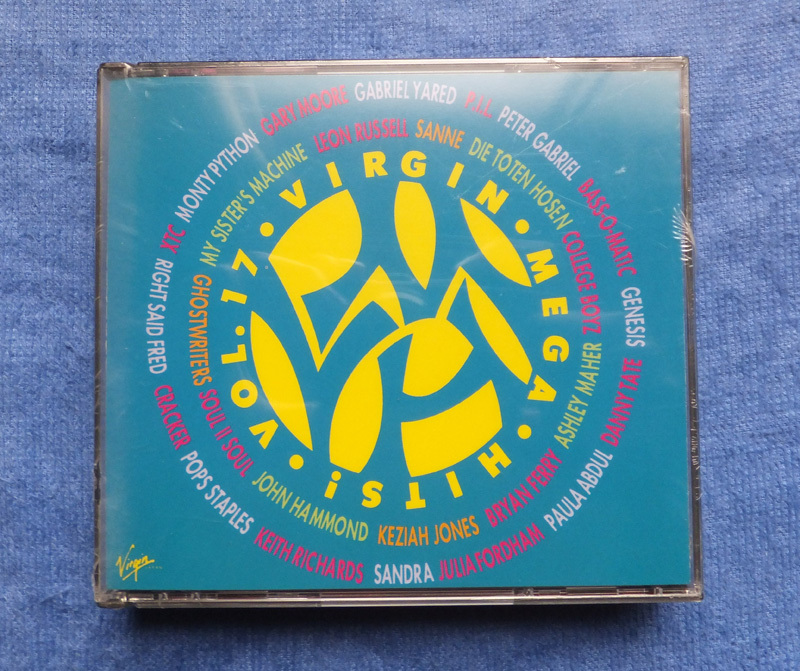 GABRIEL YARED
P.I.L
PETER GABRIEL
BASS-O-MATIC
GENESIS
DANNY TATE
PAULA ABDUL
JULIA FORDHAM
SANDRA
KEITH RICHARDS
POPS STAPLES
CRACKER
RIGHT SAID FRED
XTC
MONTY PYTHON
GARY MOORE
LEON RUSSELL
SANNE
DIE TOTEN HOSEN
COLLEGE BOYZ
ASHLEY MAHER
BRYAN FERRY
KEZIAH JONES
JOHN HAMMOND
SOUL II SOUL
GHOSTWRITERS
MY SISTER'S MACHINE
VIRGIN • MEGA • HITS! • VOL. 17 •
Virgin